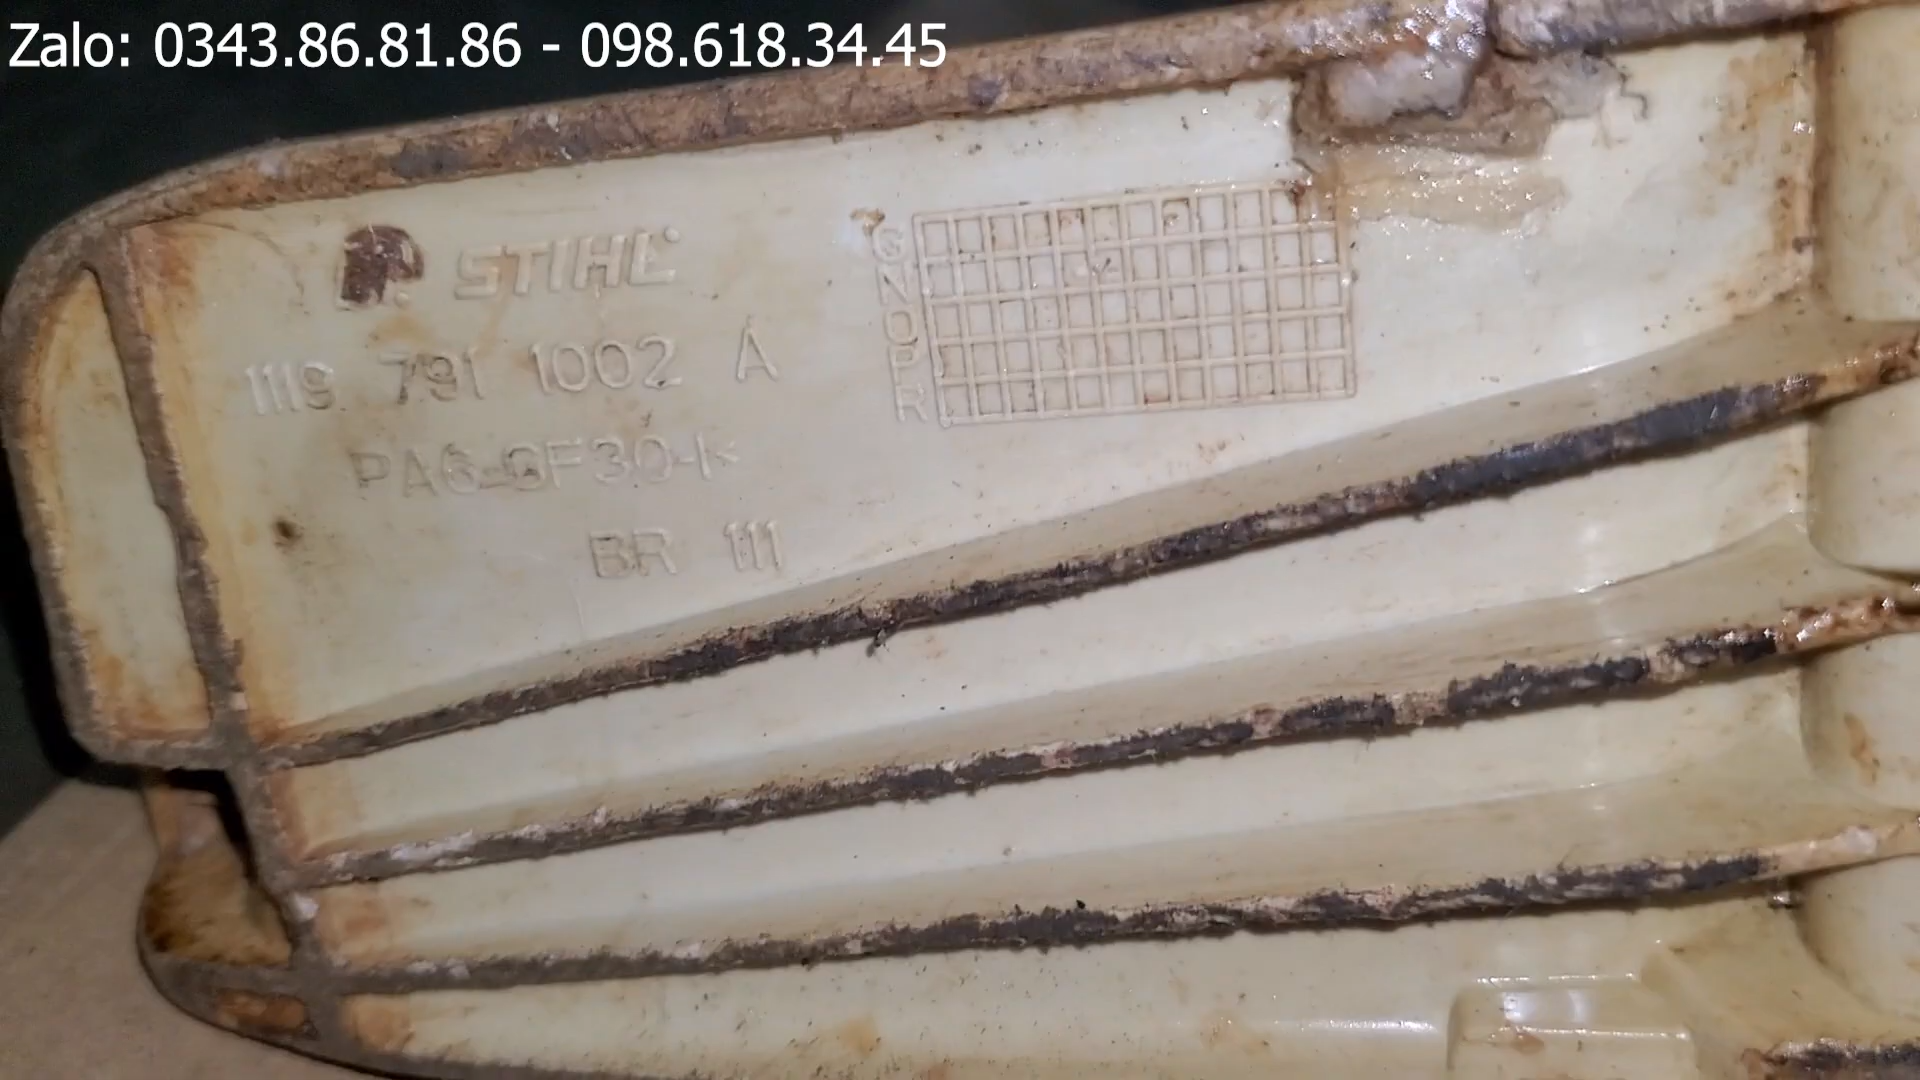 Zalo: 0343.86.81.86 - 098.618.34.45
STIHL
1119 791 1002 A
PA6-GF30-I<
BR 111
G
N
O
P
R